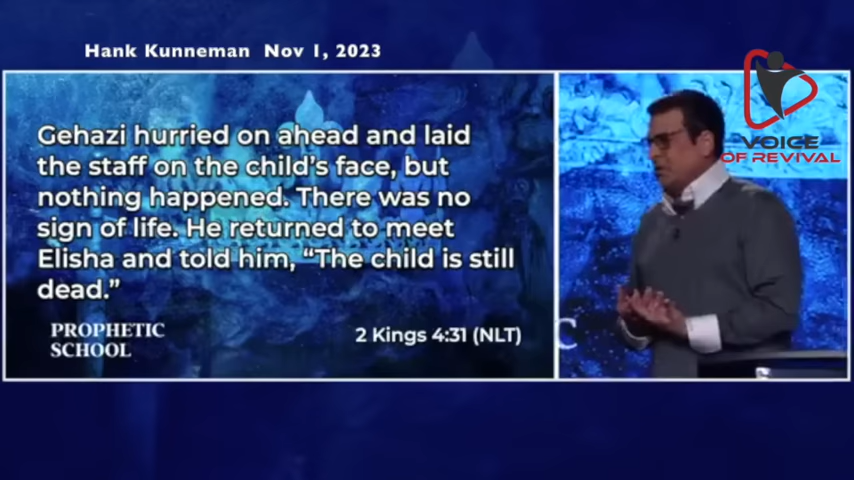 Hank Kunneman Nov 1, 2023
VOICE
OF REVIVAL
Gehazi hurried on ahead and laid
the staff on the child's face, but
nothing happened. There was no
sign of life. He returned to meet
Elisha and told him, “The child is still
dead.”
PROPHETIC
SCHOOL
2 Kings 4:31 (NLT)
C